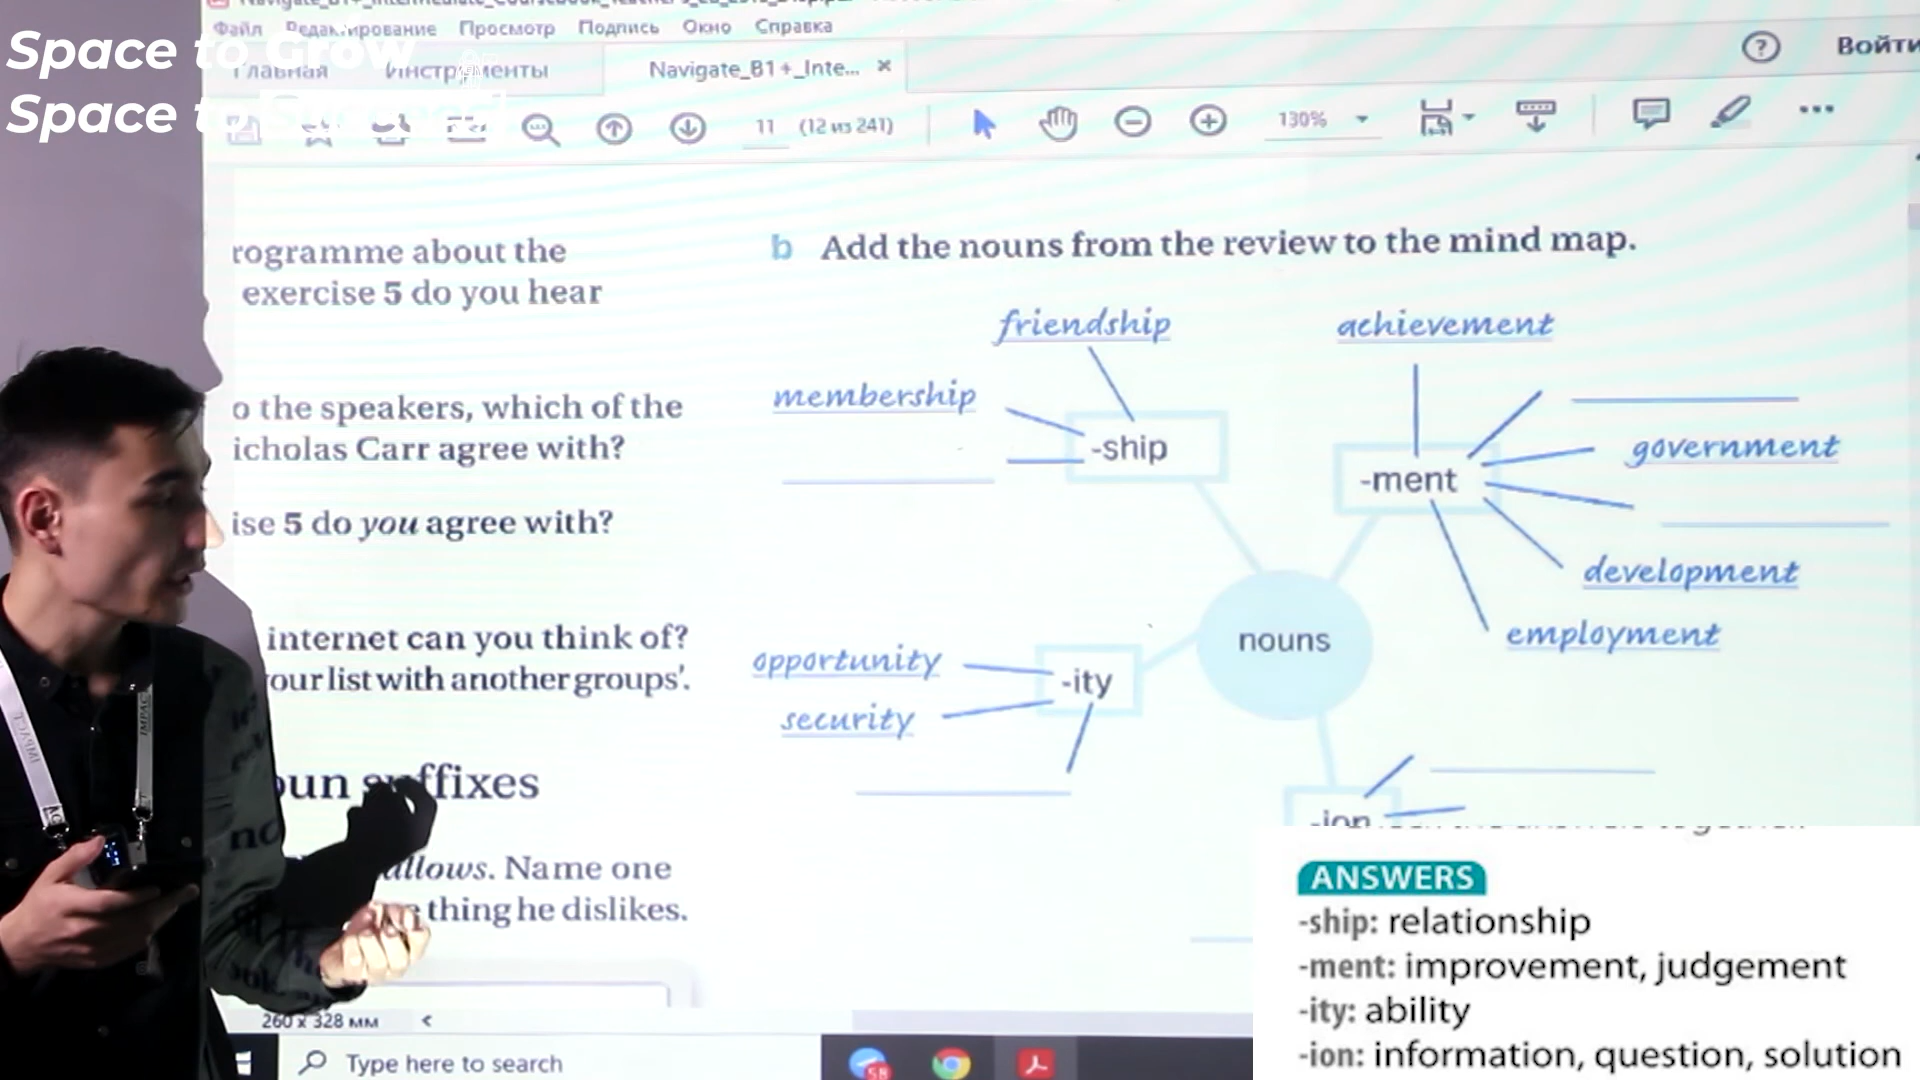 Space to Grow
Space to
Файл Редактирование Просмотр Подпись Окно Справка
Главная Инструменты Navigate_B1+_Inte... × ? Войти
11 (12 из 241) 130%
rogramme about the
exercise 5 do you hear
o the speakers, which of the
icholas Carr agree with?
ise 5 do you agree with?
internet can you think of?
our list with another groups'.
oun suffixes
allows. Name one
thing he dislikes.
b Add the nouns from the review to the mind map.
friendship
membership
-ship
achievement
-ment
government
development
employment
nouns
opportunity
security
-ity
-ion
ANSWERS
-ship: relationship
-ment: improvement, judgement
-ity: ability
-ion: information, question, solution
260 x 328 мм <
Type here to search
58
IMPACT